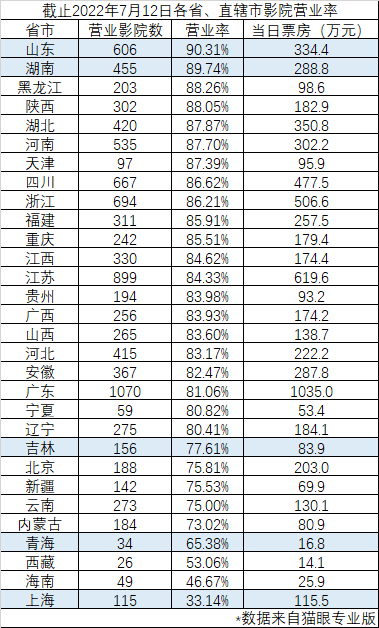 截止2022年7月12日各省、直辖市影院营业率
省市 营业影院数 营业率 当日票房（万元)
山东 606 90.31% 334.4
湖南 455 89.74% 288.8
黑龙江 203 88.26% 98.6
陕西 302 88.05% 182.9
湖北 420 87.87% 350.8
河南 535 87.70% 302.2
天津 97 87.39% 95.9
四川 667 86.62% 477.5
浙江 694 86.21% 506.6
福建 311 85.91% 257.5
重庆 242 85.51% 179.4
江西 330 84.62% 174.4
江苏 899 84.33% 619.6
贵州 194 83.98% 93.2
广西 256 83.93% 174.2
山西 265 83.60% 138.7
河北 415 83.17% 222.2
安徽 367 82.47% 287.8
广东 1070 81.06% 1035.0
宁夏 59 80.82% 53.4
辽宁 275 80.41% 184.1
吉林 156 77.61% 83.9
北京 188 75.81% 203.0
新疆 142 75.53% 69.9
云南 273 75.00% 130.1
内蒙古 184 73.02% 80.9
青海 34 65.38% 16.8
西藏 26 53.06% 14.1
海南 49 46.67% 25.9
上海 115 33.14% 115.5
*数据来自猫眼专业版